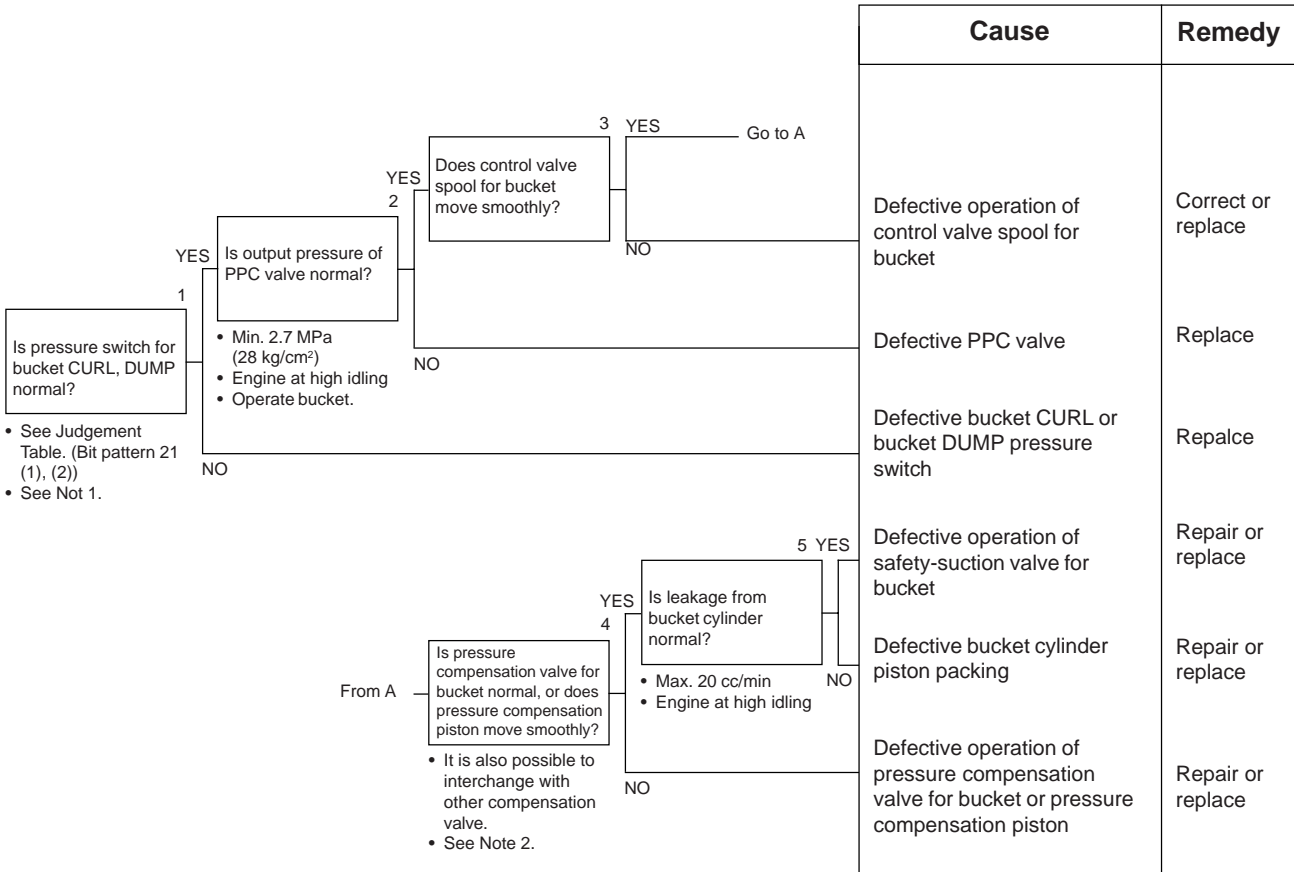 Cause
Remedy
3
YES
Go to A
Does control valve
spool for bucket
move smoothly?
NO
Defective operation of
control valve spool for
bucket
Correct or
replace
YES
2
Is output pressure of
PPC valve normal?
• Min. 2.7 MPa
(28 kg/cm²)
• Engine at high idling
• Operate bucket.
NO
Defective PPC valve
Replace
YES
1
Is pressure switch for
bucket CURL, DUMP
normal?
• See Judgement
Table. (Bit pattern 21
(1), (2))
• See Not 1.
NO
Defective bucket CURL or
bucket DUMP pressure
switch
Repalce
5 YES
Defective operation of
safety-suction valve for
bucket
Repair or
replace
YES
4
Is leakage from
bucket cylinder
normal?
• Max. 20 cc/min
• Engine at high idling
NO
Defective bucket cylinder
piston packing
Repair or
replace
From A
Is pressure
compensation valve for
bucket normal, or does
pressure compensation
piston move smoothly?
• It is also possible to
interchange with
other compensation
valve.
• See Note 2.
NO
Defective operation of
pressure compensation
valve for bucket or pressure
compensation piston
Repair or
replace